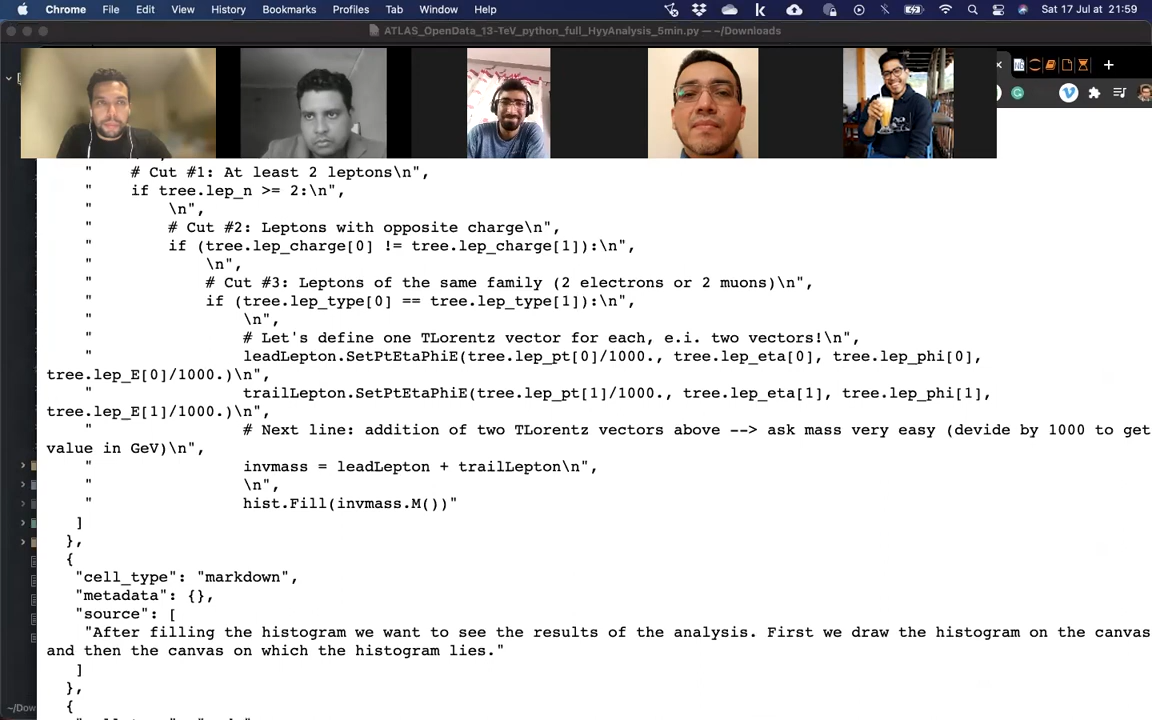 Chrome File Edit View History Bookmarks Profiles Tab Window Help Sat 17 Jul at 21:59
ATLAS_OpenData_13-TeV_python_full_HyyAnalysis_5min.py — ~/Downloads
" # Cut #1: At least 2 leptons\n",
" if tree.lep_n >= 2:\n",
" \n",
" # Cut #2: Leptons with opposite charge\n",
" if (tree.lep_charge[0] != tree.lep_charge[1]):\n",
" \n",
" # Cut #3: Leptons of the same family (2 electrons or 2 muons)\n",
" if (tree.lep_type[0] == tree.lep_type[1]):\n",
" \n",
" # Let's define one TLorentz vector for each, e.i. two vectors!\n",
" leadLepton.SetPtEtaPhiE(tree.lep_pt[0]/1000., tree.lep_eta[0], tree.lep_phi[0],
tree.lep_E[0]/1000.)\n",
" trailLepton.SetPtEtaPhiE(tree.lep_pt[1]/1000., tree.lep_eta[1], tree.lep_phi[1],
tree.lep_E[1]/1000.)\n",
" # Next line: addition of two TLorentz vectors above --> ask mass very easy (devide by 1000 to get
value in GeV)\n",
" invmass = leadLepton + trailLepton\n",
" \n",
" hist.Fill(invmass.M())"
]
},
{
"cell_type": "markdown",
"metadata": {},
"source": [
"After filling the histogram we want to see the results of the analysis. First we draw the histogram on the canvas
and then the canvas on which the histogram lies."
]
},
{
~/Dow